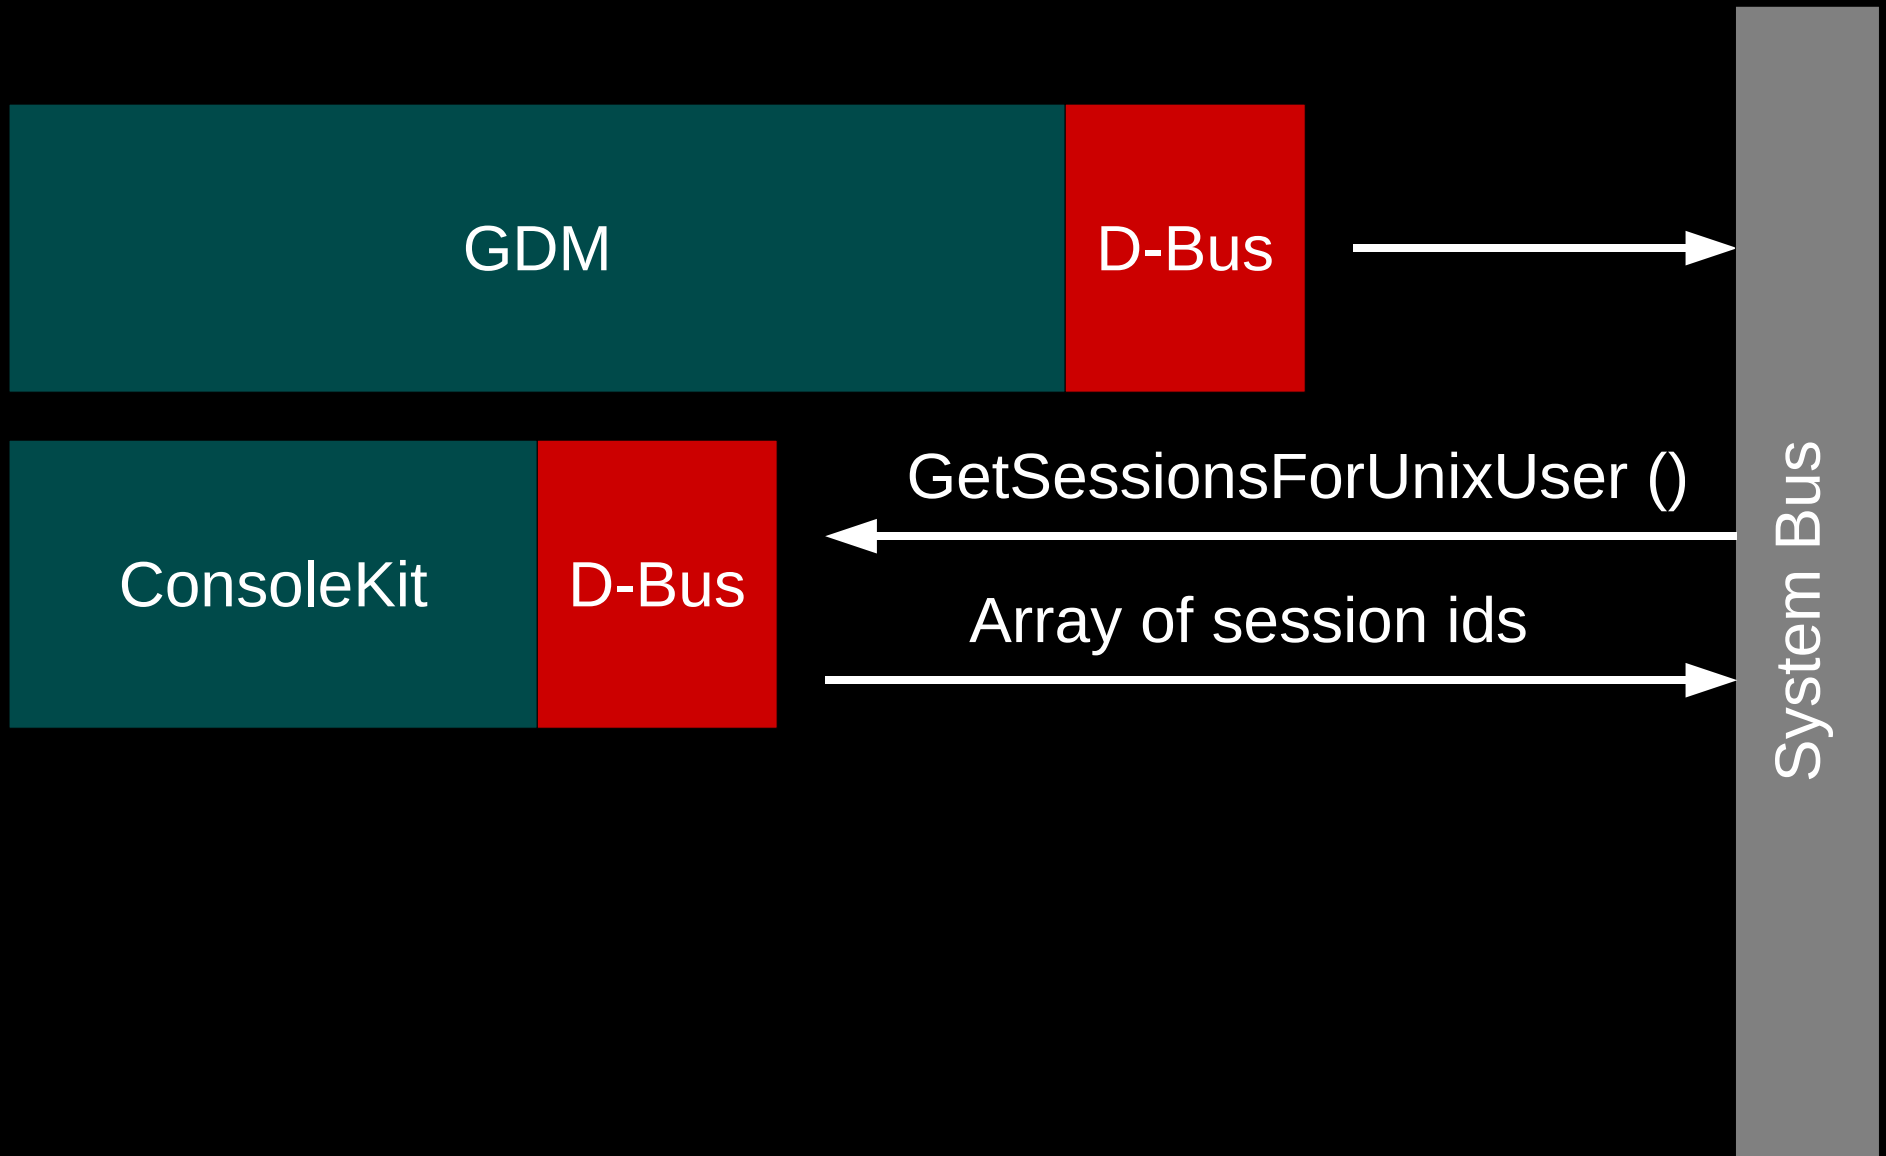 GDM
D-Bus
GetSessionsForUnixUser ()
ConsoleKit
D-Bus
Array of session ids
System Bus